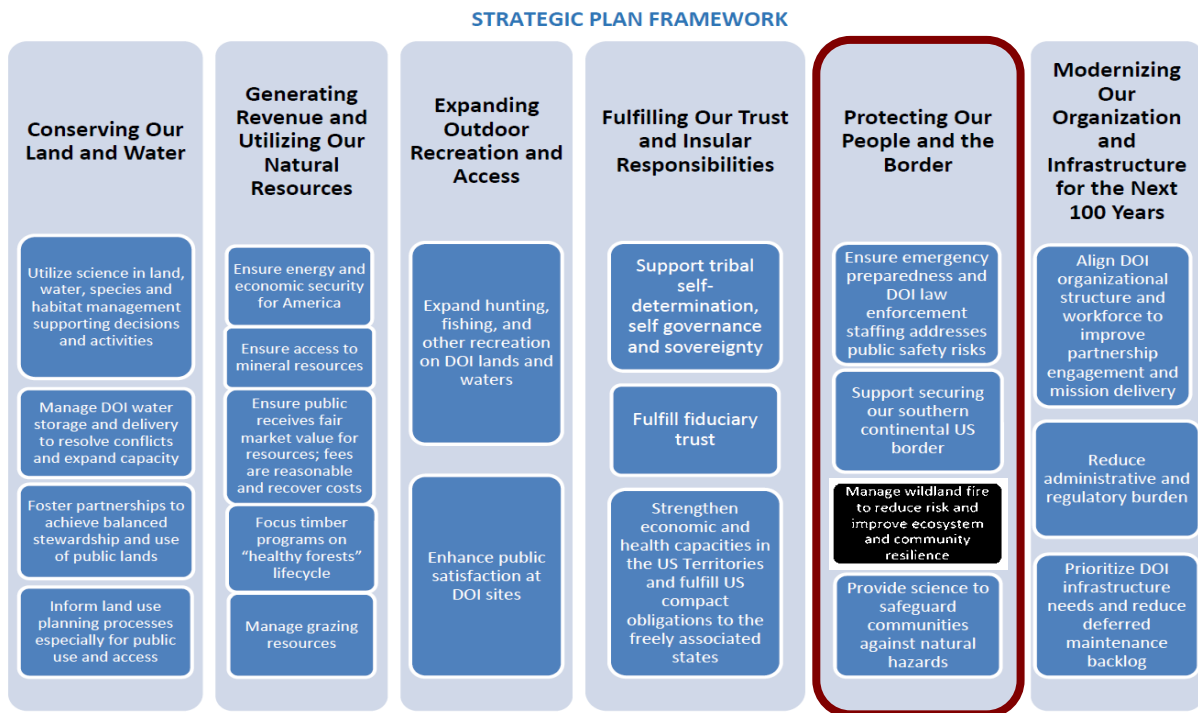 STRATEGIC PLAN FRAMEWORK
Conserving Our
Land and Water
Utilize science in land,
water, species and
habitat management
supporting decisions
and activities
Manage DOI water
storage and delivery
to resolve conflicts
and expand capacity
Foster partnerships to
achieve balanced
stewardship and use
of public lands
Inform land use
planning processes
especially for public
use and access
Generating
Revenue and
Utilizing Our
Natural
Resources
Ensure energy and
economic security
for America
Ensure access to
mineral resources
Ensure public
receives fair
market value for
resources; fees
are reasonable
and recover costs
Focus timber
programs on
“healthy forests”
lifecycle
Manage grazing
resources
Expanding
Outdoor
Recreation and
Access
Expand hunting,
fishing, and
other recreation
on DOI lands and
waters
Enhance public
satisfaction at
DOI sites
Fulfilling Our Trust
and Insular
Responsibilities
Support tribal
self-
determination,
self governance
and sovereignty
Fulfill fiduciary
trust
Strengthen
economic and
health capacities in
the US Territories
and fulfill US
compact
obligations to the
freely associated
states
Protecting Our
People and the
Border
Ensure emergency
preparedness and
DOI law
enforcement
staffing addresses
public safety risks
Support securing
our southern
continental US
border
Manage wildland fire
to reduce risk and
improve ecosystem
and community
resilience
Provide science to
safeguard
communities
against natural
hazards
Modernizing
Our
Organization
and
Infrastructure
for the Next
100 Years
Align DOI
organizational
structure and
workforce to
improve
partnership
engagement and
mission delivery
Reduce
administrative and
regulatory burden
Prioritize DOI
infrastructure
needs and reduce
deferred
maintenance
backlog